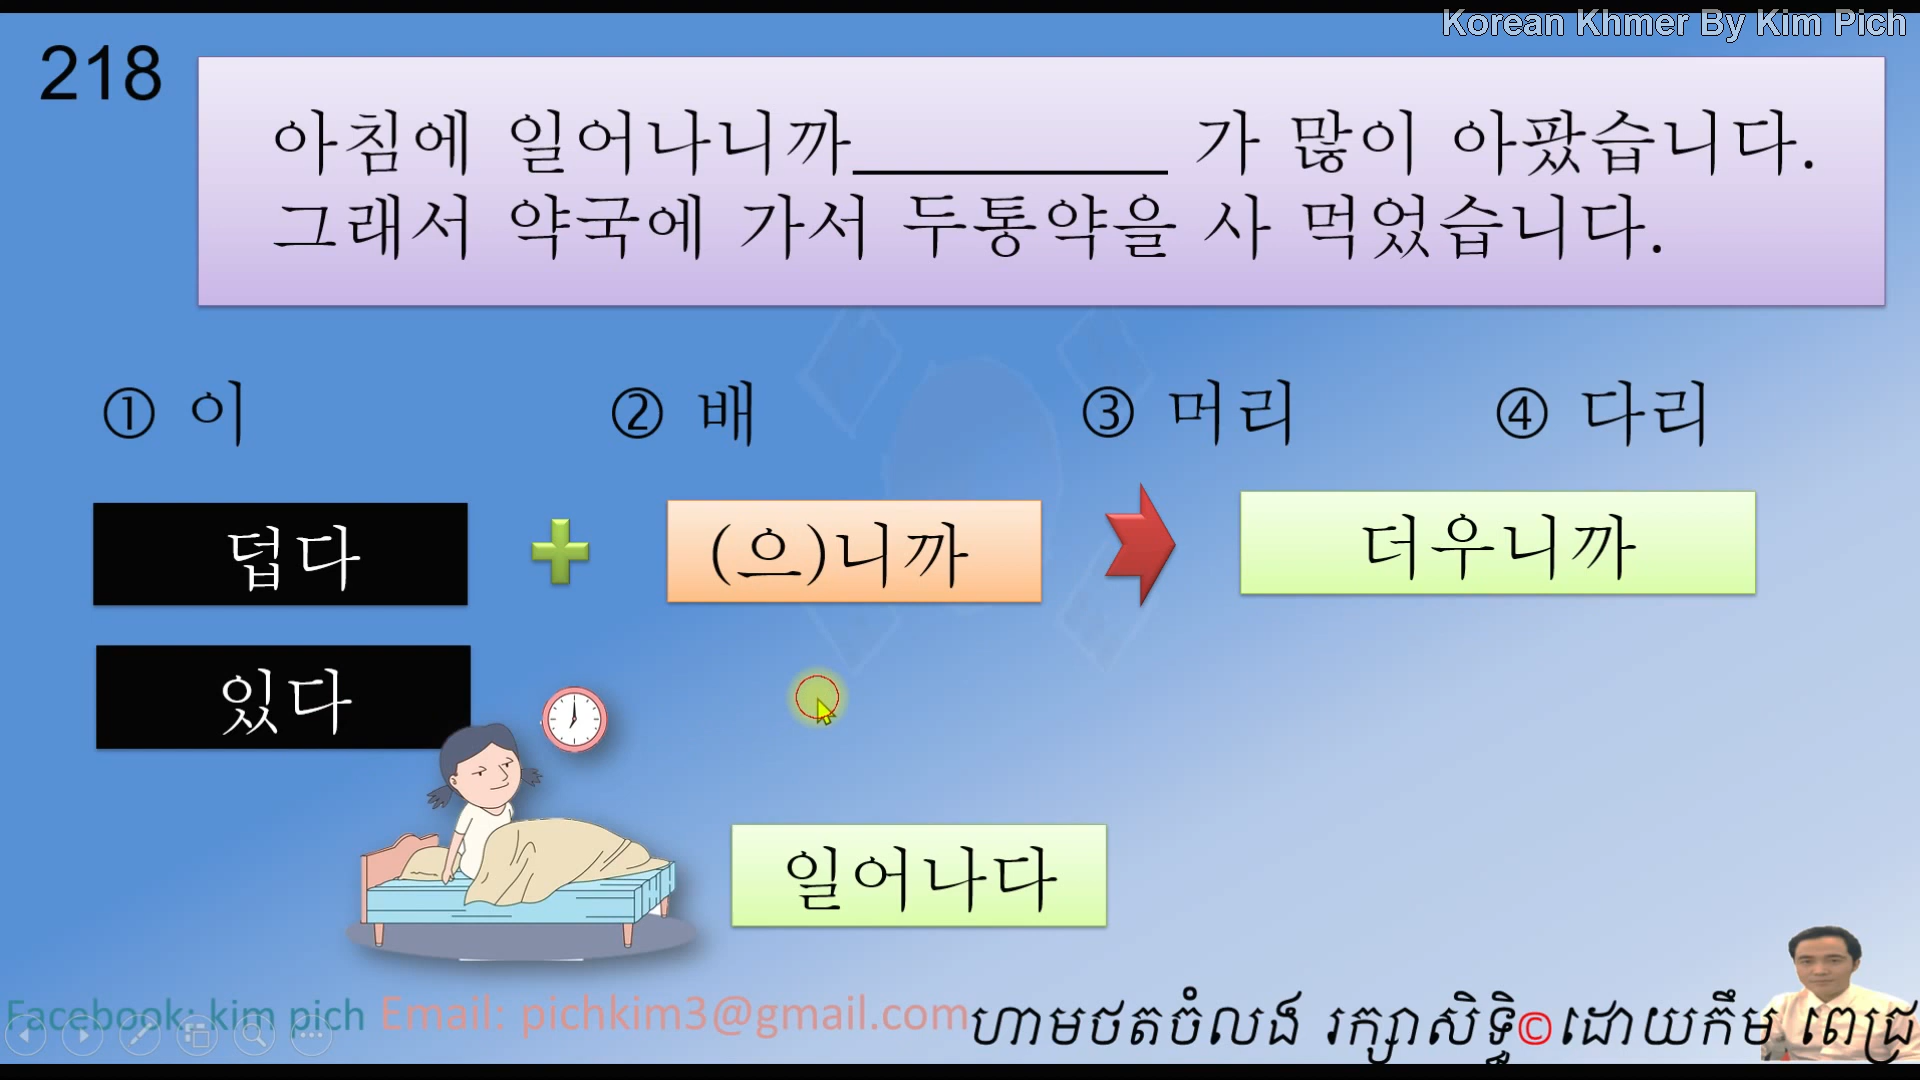 Korean Khmer By Kim Pich
218
아침에 일어나니까__________ 가 많이 아팠습니다.
그래서 약국에 가서 두통약을 사 먹었습니다.
① 이 ② 배 ③ 머리 ④ 다리
덥다 (으)니까 더우니까
있다
일어나다
Facebook: kim pich Email: pichkim3@gmail.com
ហាមថតចំលង រក្សាសិទ្ធិ©ដោយកឹម ពេជ្រ